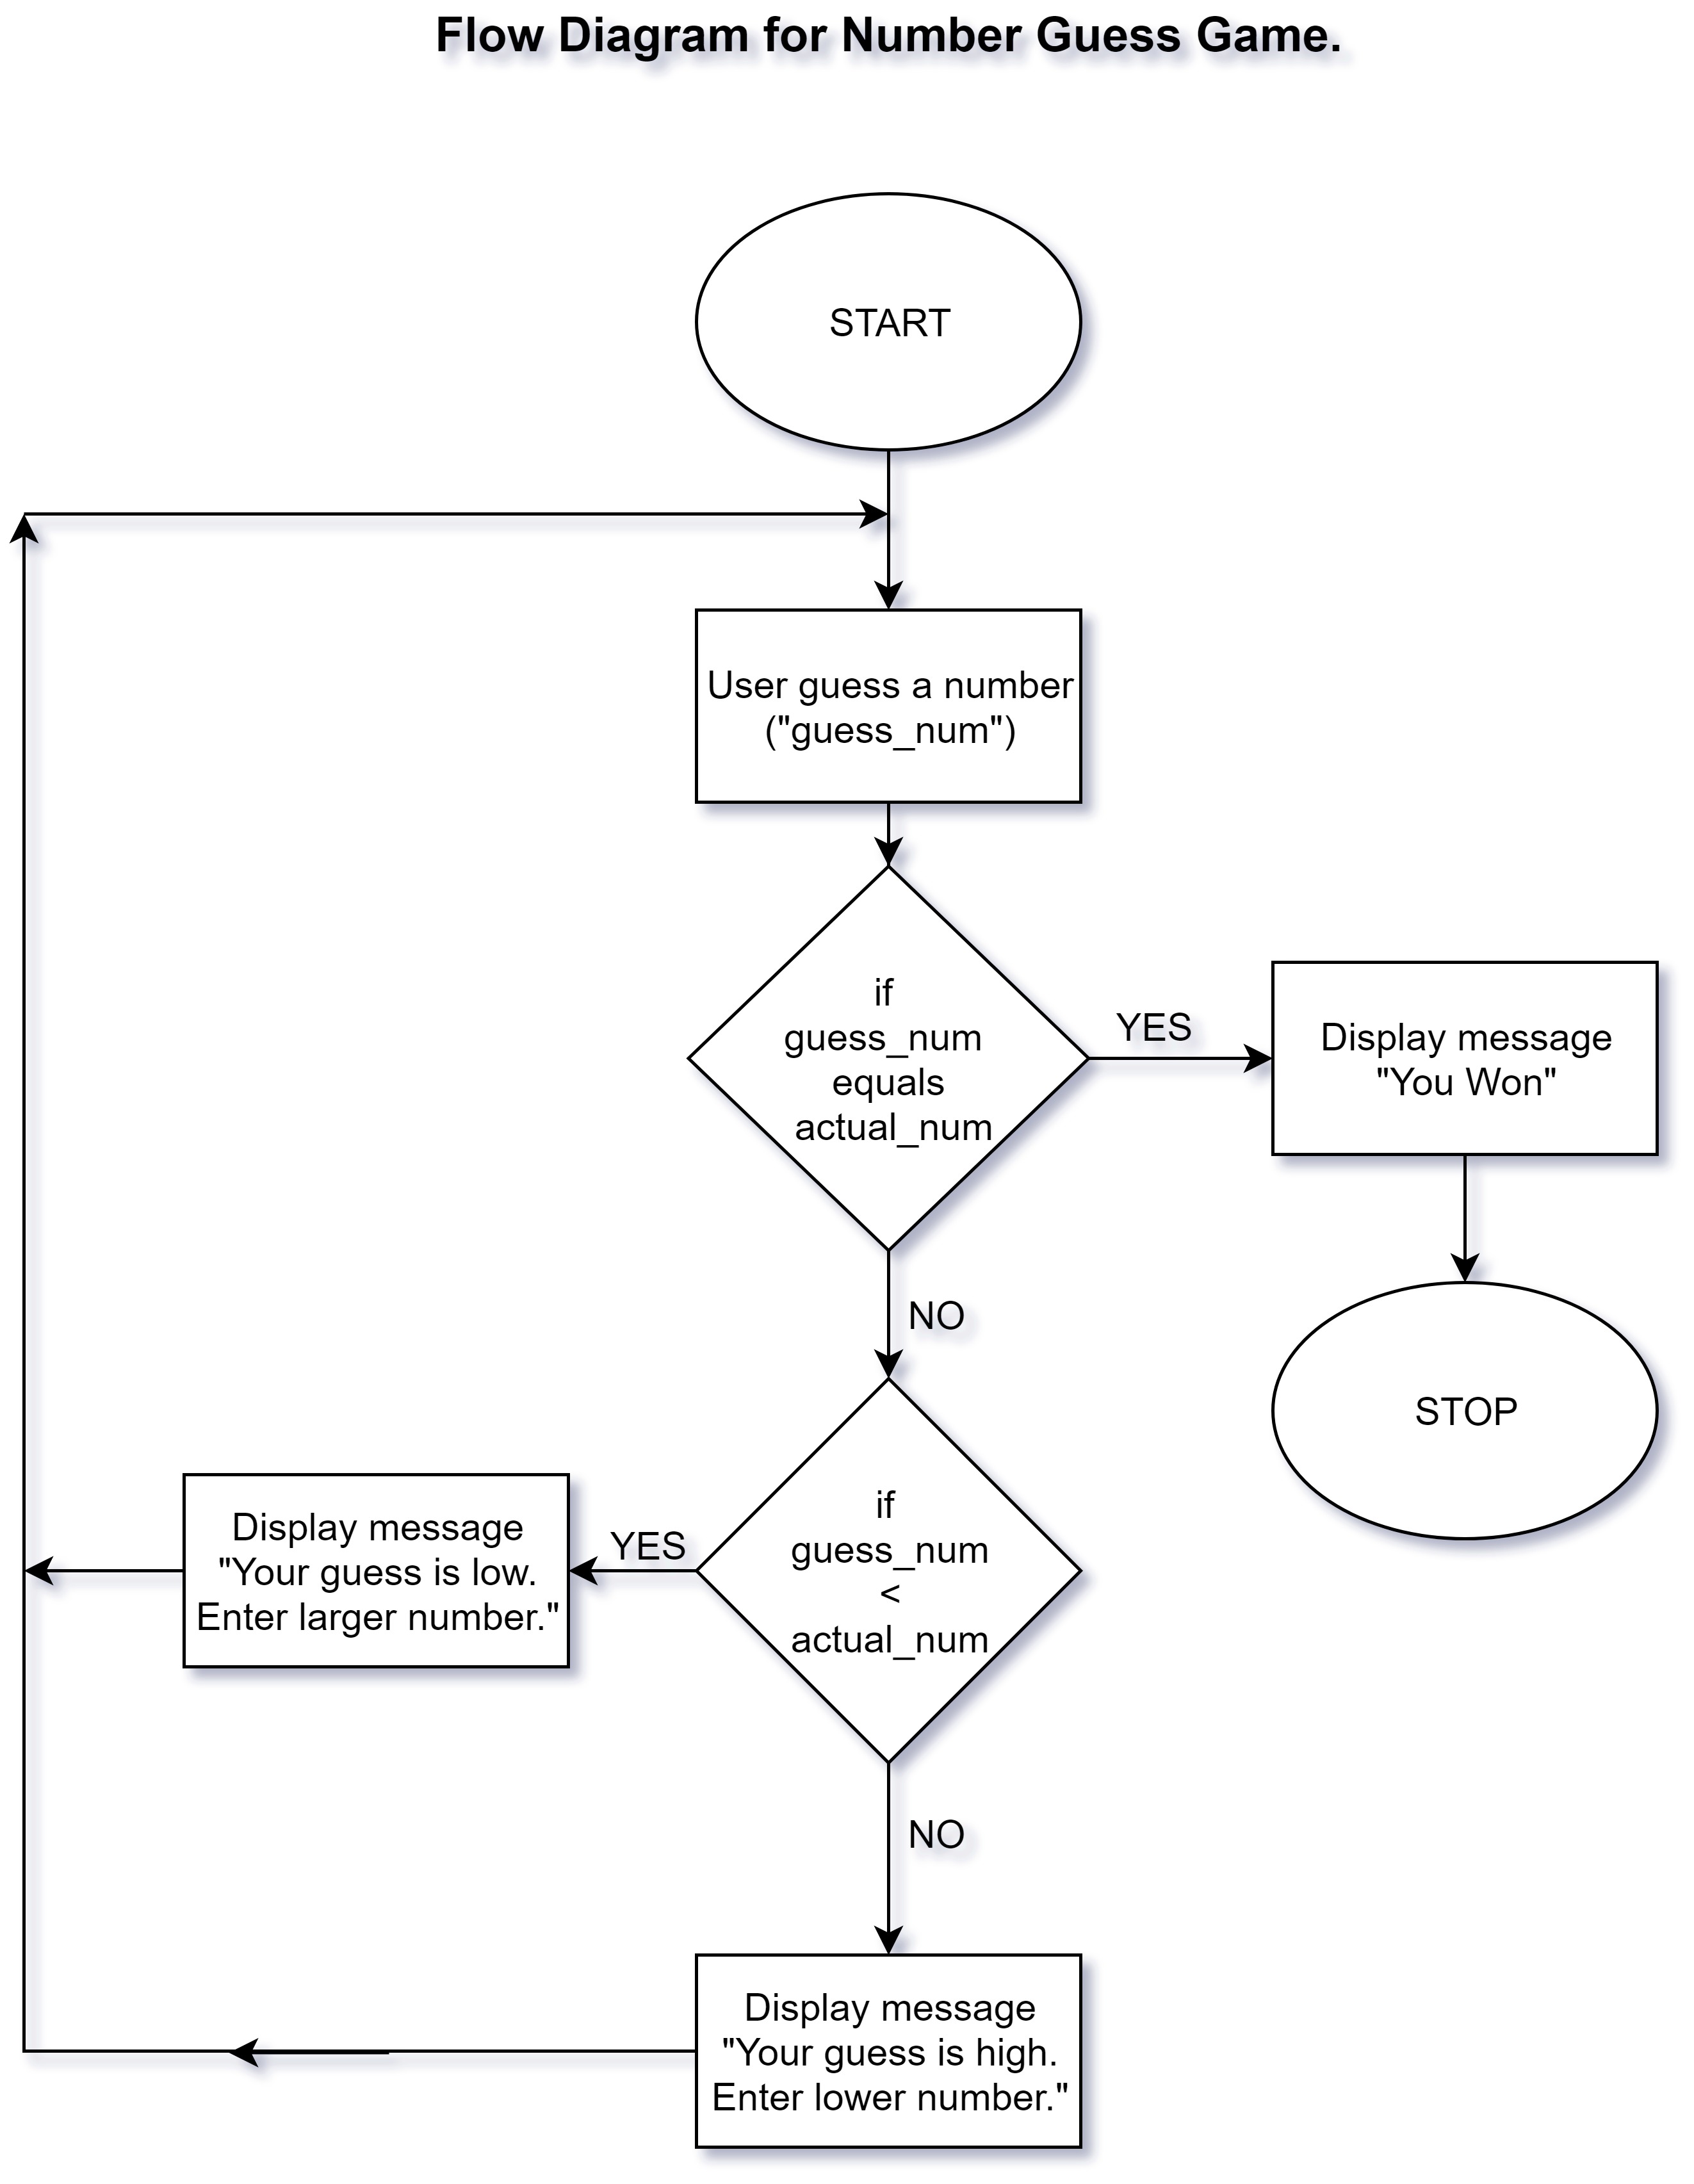 Flow Diagram for Number Guess Game.
START
User guess a number
("guess_num")
if
guess_num
equals
actual_num
YES
Display message
"You Won"
NO
STOP
if
guess_num
<
actual_num
YES
Display message
"Your guess is low.
Enter larger number."
NO
Display message
"Your guess is high.
Enter lower number."